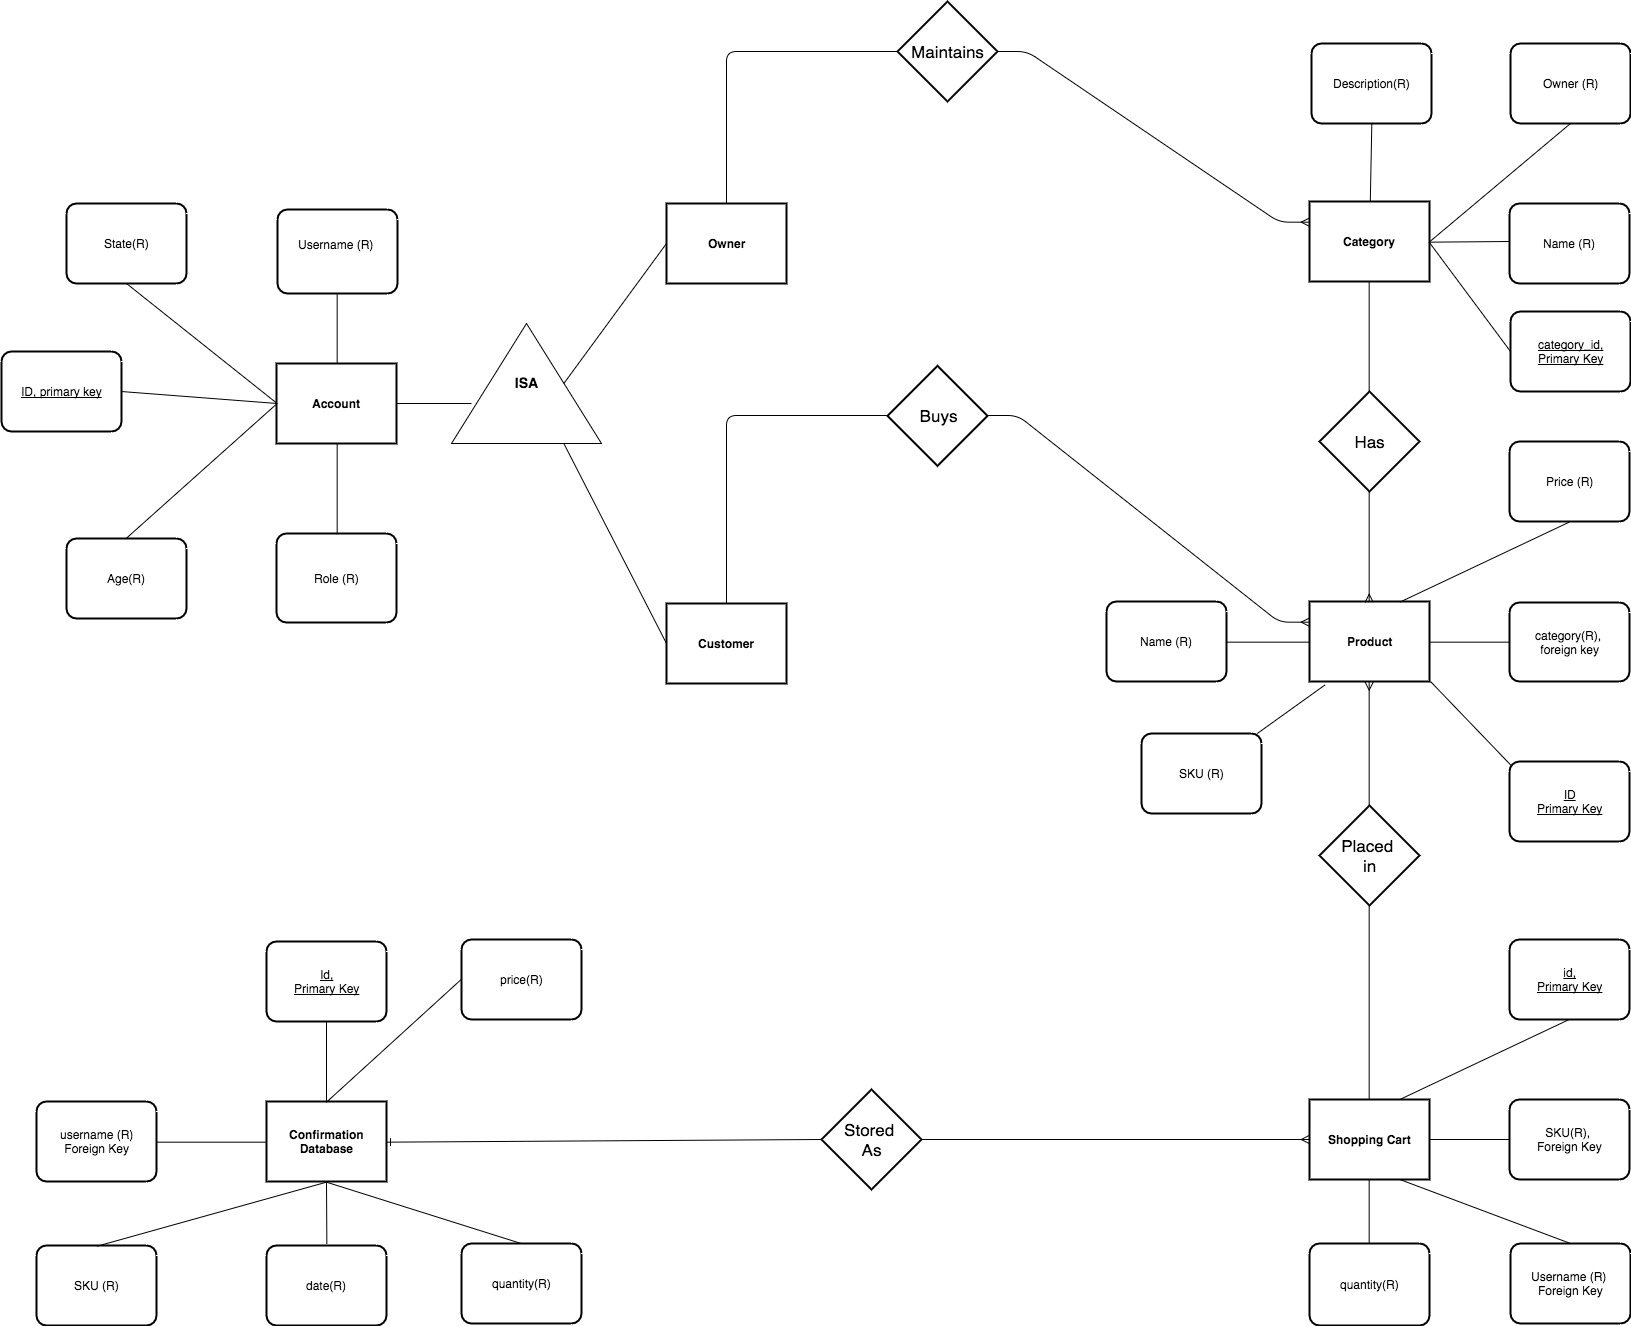 Maintains
Description(R)
Owner (R)
State(R)
Username (R)
Owner
Category
Name (R)
category_id,
Primary Key
ISA
ID, primary key
Account
Buys
Has
Price (R)
Age(R)
Role (R)
Customer
Name (R)
Product
category(R),
foreign key
SKU (R)
ID
Primary Key
Placed
in
Id,
Primary Key
price(R)
id,
Primary Key
username (R)
Foreign Key
Confirmation
Database
Stored
As
Shopping Cart
SKU(R),
Foreign Key
SKU (R)
date(R)
quantity(R)
quantity(R)
Username (R)
Foreign Key